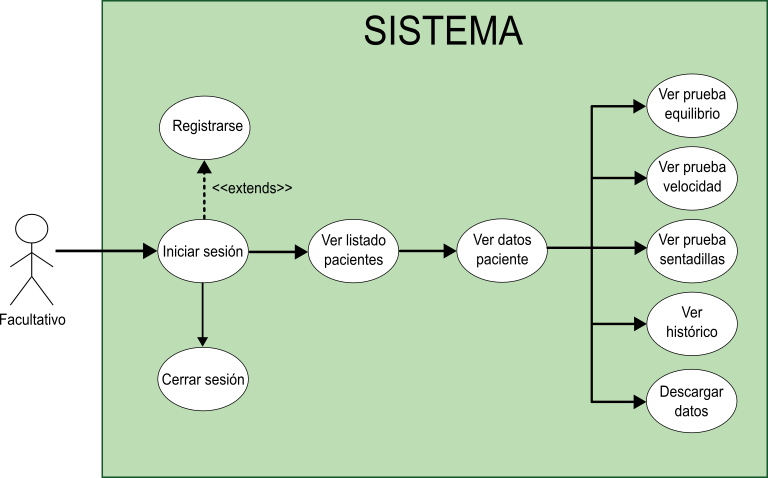 SISTEMA
Registrarse
<<extends>>
Facultativo
Iniciar sesión
Cerrar sesión
Ver listado
pacientes
Ver datos
paciente
Ver prueba
equilibrio
Ver prueba
velocidad
Ver prueba
sentadillas
Ver
histórico
Descargar
datos